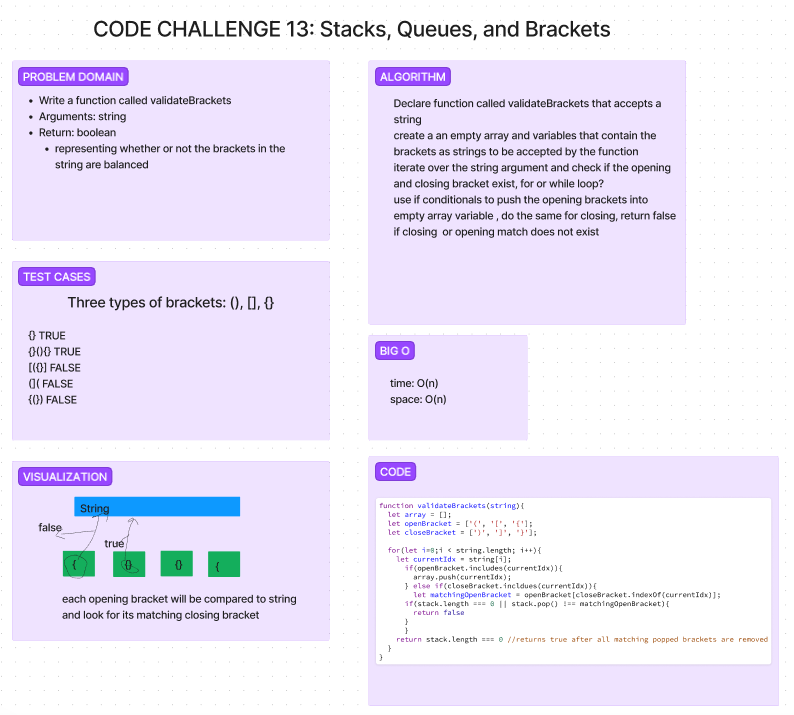 CODE CHALLENGE 13: Stacks, Queues, and Brackets
PROBLEM DOMAIN
• Write a function called validateBrackets
• Arguments: string
• Return: boolean
• representing whether or not the brackets in the
string are balanced
ALGORITHM
Declare function called validateBrackets that accepts a
string
create a an empty array and variables that contain the
brackets as strings to be accepted by the function
iterate over the string argument and check if the opening
and closing bracket exist, for or while loop?
use if conditionals to push the opening brackets into
empty array variable , do the same for closing, return false
if closing  or opening match does not exist
TEST CASES
Three types of brackets: (), [], {}
{} TRUE
{}(){} TRUE
[({}] FALSE
(]( FALSE
{(}) FALSE
BIG O
time: O(n)
space: O(n)
VISUALIZATION
String
false
true
{
{}
{}
{
each opening bracket will be compared to string
and look for its matching closing bracket
CODE
function validateBrackets(string){
let array = [];
let openBracket = ['(', '[', '{'];
let closeBracket = [')', ']', '}'];
for(let i=0;i < string.length; i++){
let currentIdx = string[i];
if(openBracket.includes(currentIdx)){
array.push(currentIdx);
} else if(closeBracket.incldues(currentIdx)){
let matchingOpenBracket = openBracket[closeBracket.indexOf(currentIdx)];
if(stack.length === 0 || stack.pop() !== matchingOpenBracket){
return false
}
}
return stack.length === 0 //returns true after all matching popped brackets are removed
}
}